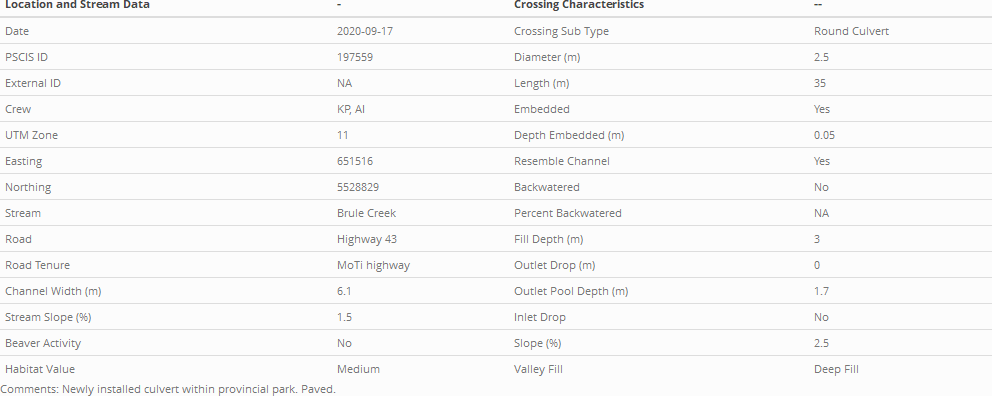 Location and Stream Data - Crossing Characteristics --
Date 2020-09-17 Crossing Sub Type Round Culvert
PSCIS ID 197559 Diameter (m) 2.5
External ID NA Length (m) 35
Crew KP, AI Embedded Yes
UTM Zone 11 Depth Embedded (m) 0.05
Easting 651516 Resemble Channel Yes
Northing 5528829 Backwatered No
Stream Brule Creek Percent Backwatered NA
Road Highway 43 Fill Depth (m) 3
Road Tenure MoTi highway Outlet Drop (m) 0
Channel Width (m) 6.1 Outlet Pool Depth (m) 1.7
Stream Slope (%) 1.5 Inlet Drop No
Beaver Activity No Slope (%) 2.5
Habitat Value Medium Valley Fill Deep Fill
Comments: Newly installed culvert within provincial park. Paved.